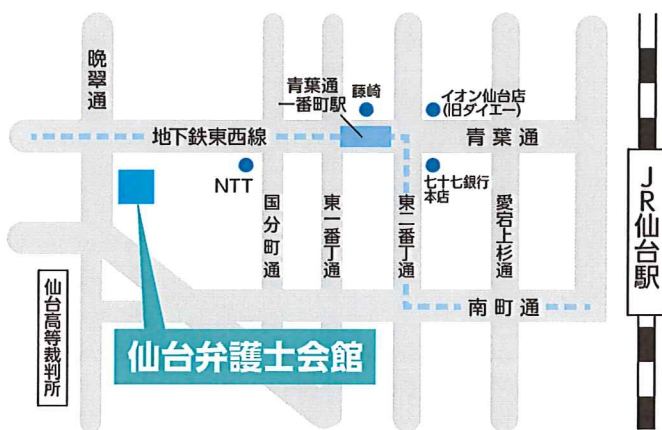 晩翠通
青葉通
一番町駅
藤崎
イオン仙台店
(旧ダイエー)
地下鉄東西線
青葉通
NTT
七十七銀行
本店
国分町通
東一番丁通
東二番丁通
愛宕上杉通
JR仙台駅
南町通
仙台高等裁判所
仙台弁護士会館